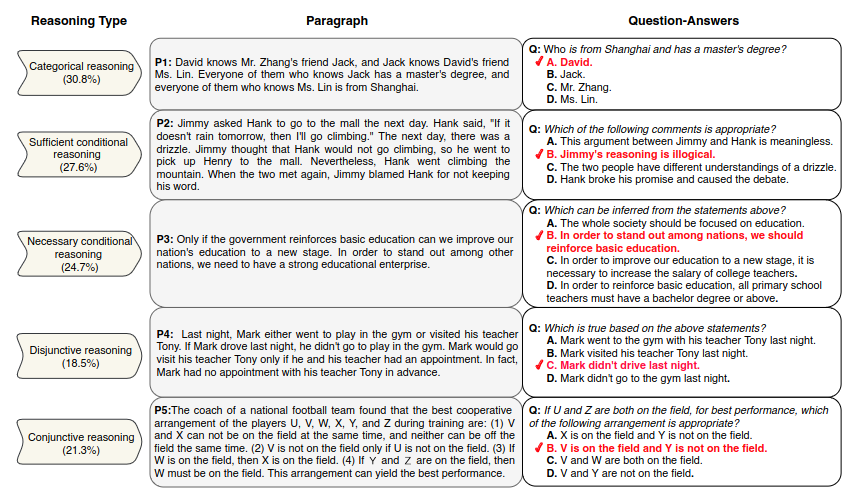 Reasoning Type
Paragraph
Question-Answers
Categorical reasoning
(30.8%)
P1: David knows Mr. Zhang's friend Jack, and Jack knows David's friend
Ms. Lin. Everyone of them who knows Jack has a master's degree, and
everyone of them who knows Ms. Lin is from Shanghai.
Q: Who is from Shanghai and has a master's degree?
✓ A. David.
B. Jack.
C. Mr. Zhang.
D. Ms. Lin.
Sufficient conditional
reasoning
(27.6%)
P2: Jimmy asked Hank to go to the mall the next day. Hank said, "If it
doesn't rain tomorrow, then I'll go climbing." The next day, there was a
drizzle. Jimmy thought that Hank would not go climbing, so he went to
pick up Henry to the mall. Nevertheless, Hank went climbing the
mountain. When the two met again, Jimmy blamed Hank for not keeping
his word.
Q: Which of the following comments is appropriate?
A. This argument between Jimmy and Hank is meaningless.
✓ B. Jimmy's reasoning is illogical.
C. The two people have different understandings of a drizzle.
D. Hank broke his promise and caused the debate.
Necessary conditional
reasoning
(24.7%)
P3: Only if the government reinforces basic education can we improve our
nation's education to a new stage. In order to stand out among other
nations, we need to have a strong educational enterprise.
Q: Which can be inferred from the statements above?
A. The whole society should be focused on education.
✓ B. In order to stand out among nations, we should
reinforce basic education.
C. In order to improve our education to a new stage, it is
necessary to increase the salary of college teachers.
D. In order to reinforce basic education, all primary school
teachers must have a bachelor degree or above.
Disjunctive reasoning
(18.5%)
P4: Last night, Mark either went to play in the gym or visited his teacher
Tony. If Mark drove last night, he didn't go to play in the gym. Mark would go
visit his teacher Tony only if he and his teacher had an appointment. In fact,
Mark had no appointment with his teacher Tony in advance.
Q: Which is true based on the above statements?
A. Mark went to the gym with his teacher Tony last night.
B. Mark visited his teacher Tony last night.
✓ C. Mark didn't drive last night.
D. Mark didn't go to the gym last night.
Conjunctive reasoning
(21.3%)
P5:The coach of a national football team found that the best cooperative
arrangement of the players U, V, W, X, Y, and Z during training are: (1) V
and X can not be on the field at the same time, and neither can be off the
field the same time. (2) V is not on the field only if U is not on the field. (3) If
W is on the field, then X is on the field. (4) If Y and Z are on the field, then
W must be on the field. This arrangement can yield the best performance.
Q: If U and Z are both on the field, for best performance, which
of the following arrangement is appropriate?
A. X is on the field and Y is not on the field.
✓ B. V is on the field and Y is not on the field.
C. V and W are both on the field.
D. V and Y are not on the field.